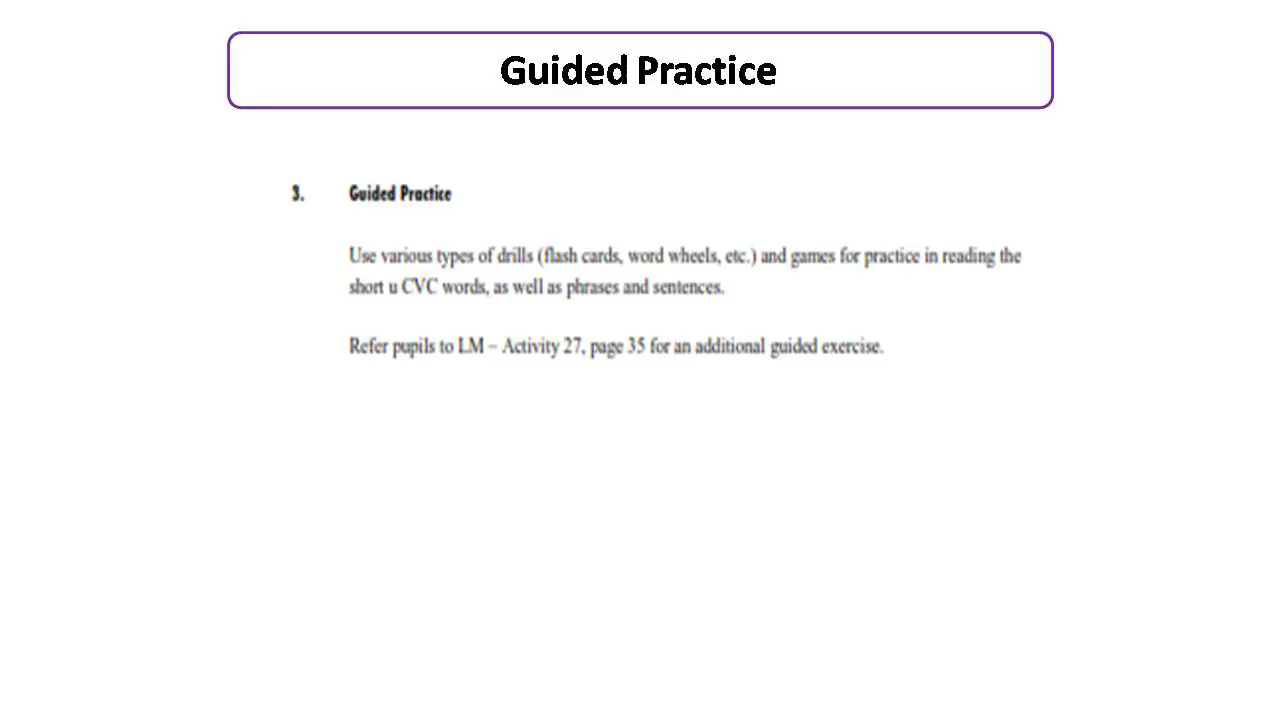 Guided Practice
3. Guided Practice
Use various types of drills (flash cards, word wheels, etc.) and games for practice in reading the
short u CVC words, as well as phrases and sentences.
Refer pupils to LM – Activity 27, page 35 for an additional guided exercise.